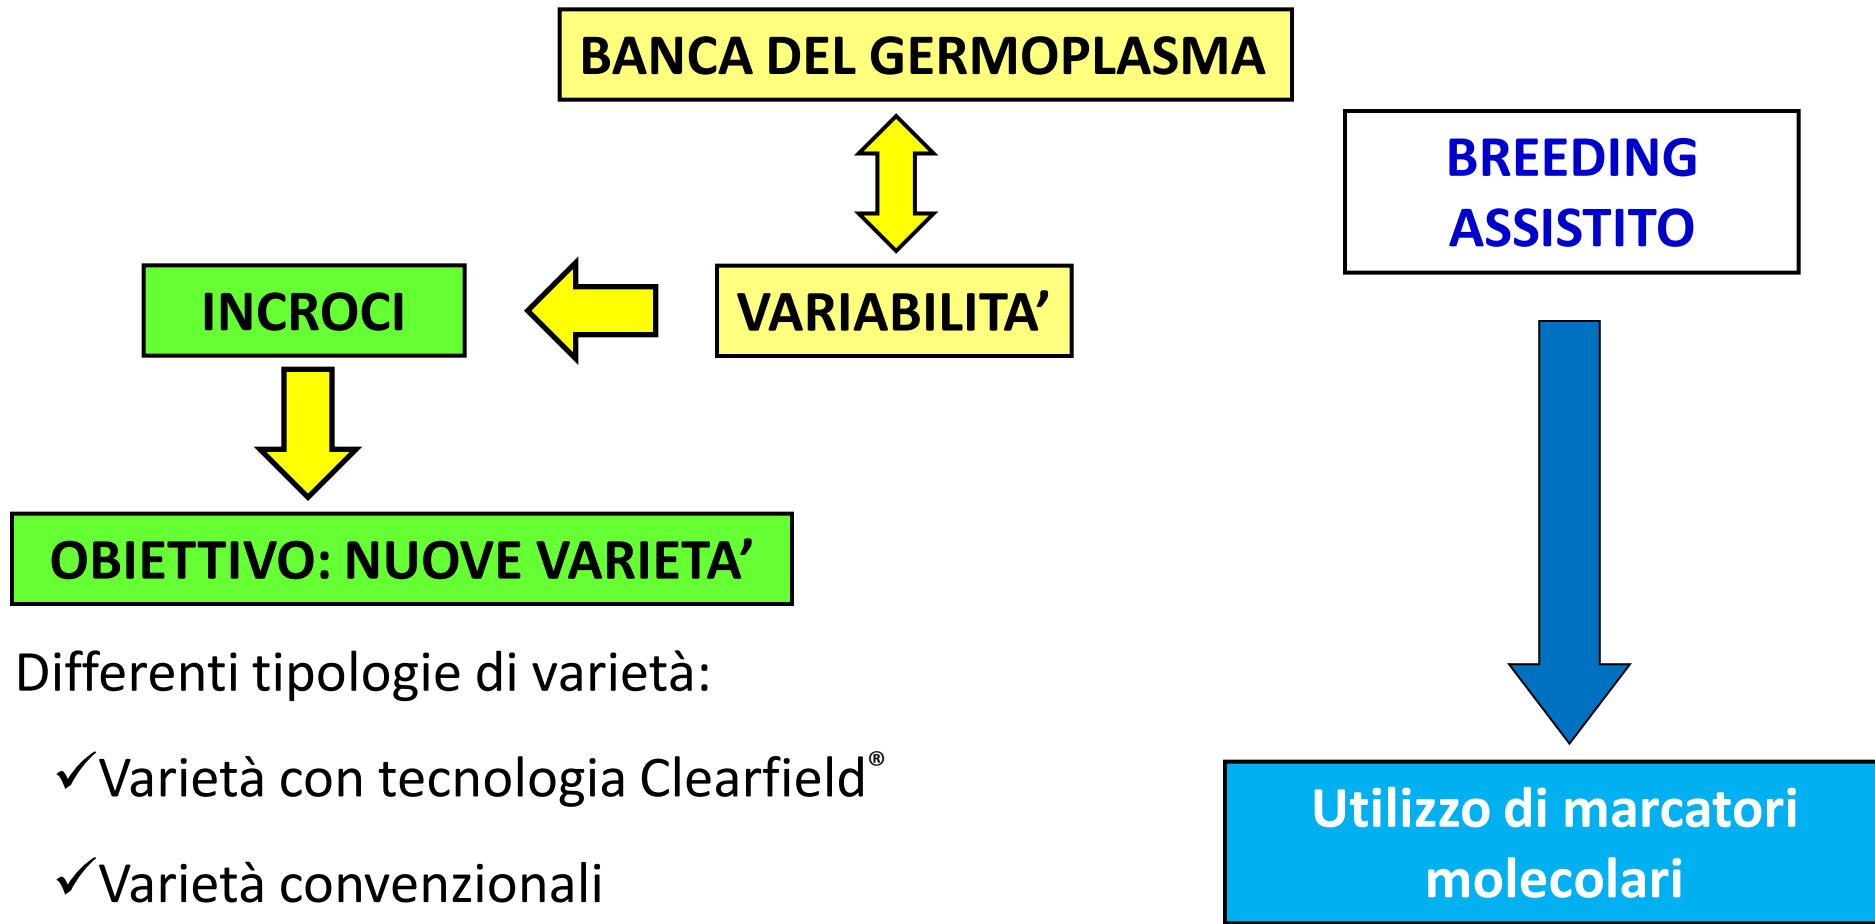 BANCA DEL GERMOPLASMA
BREEDING
ASSISTITO
INCROCI
VARIABILITA’
OBIETTIVO: NUOVE VARIETA’
Differenti tipologie di varietà:
✓Varietà con tecnologia Clearfield®
✓Varietà convenzionali
Utilizzo di marcatori
molecolari